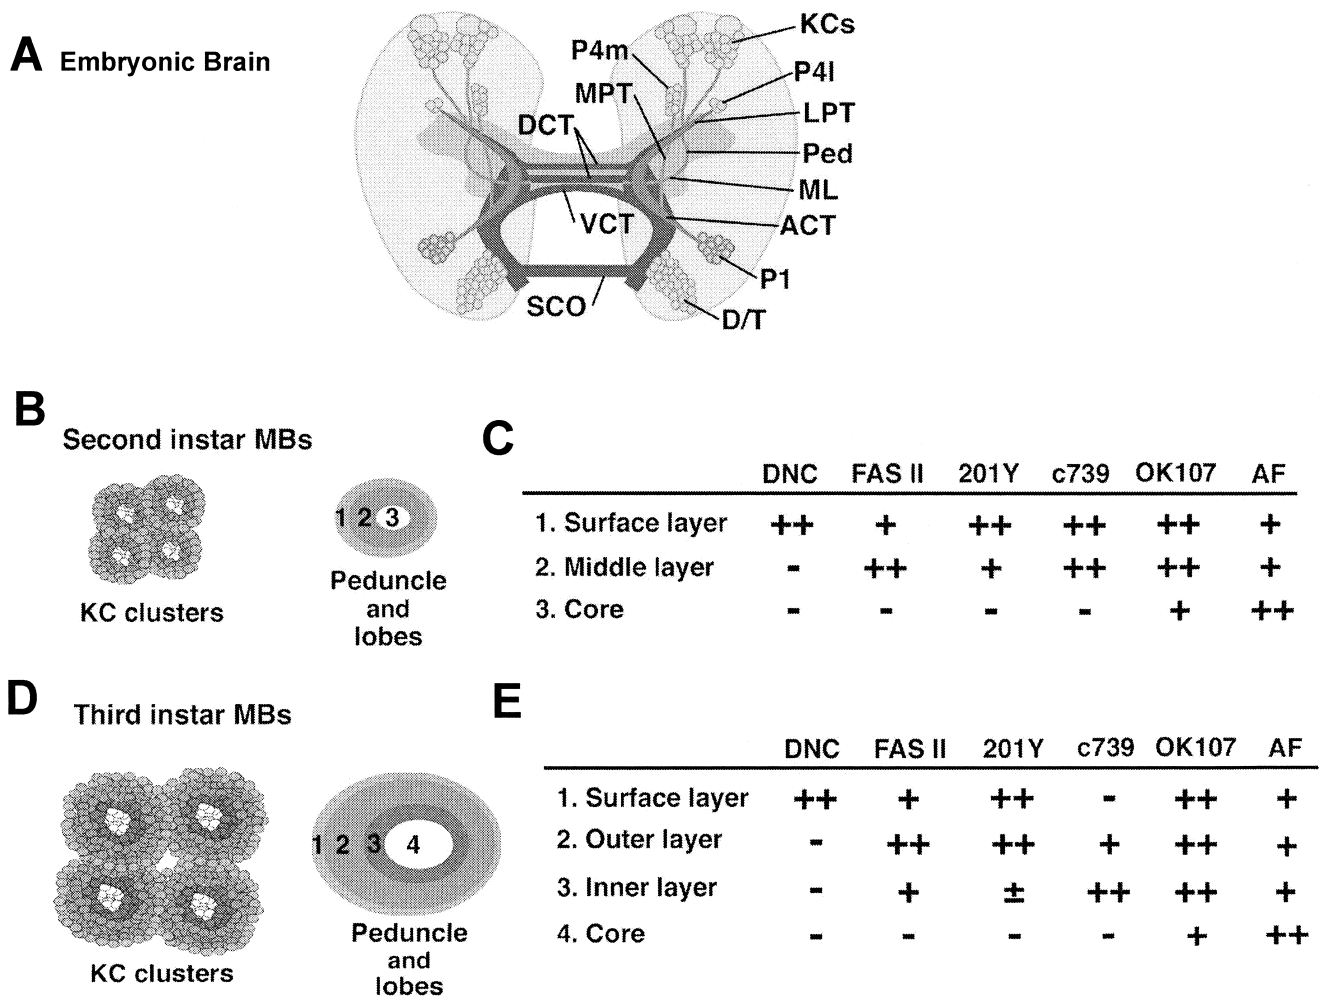 A Embryonic Brain
KCs
P4m
P4l
MPT
LPT
DCT
Ped
ML
VCT
ACT
P1
SCO
D/T
B
Second instar MBs
1 2 3
KC clusters
Peduncle
and
lobes
C
DNC FAS II 201Y c739 OK107 AF
1. Surface layer ++ + ++ ++ ++ +
2. Middle layer - ++ + ++ ++ +
3. Core - - - - + ++
D
Third instar MBs
1 2 3 4
KC clusters
Peduncle
and
lobes
E
DNC FAS II 201Y c739 OK107 AF
1. Surface layer ++ + ++ - ++ +
2. Outer layer - ++ ++ + ++ +
3. Inner layer - + ± ++ ++ +
4. Core - - - - + ++